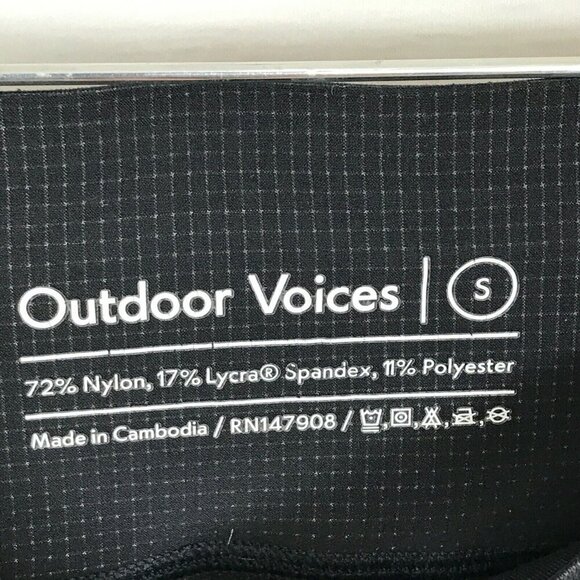 Outdoor Voices | S
72% Nylon, 17% Lycra® Spandex, 11% Polyester
Made in Cambodia / RN147908 /